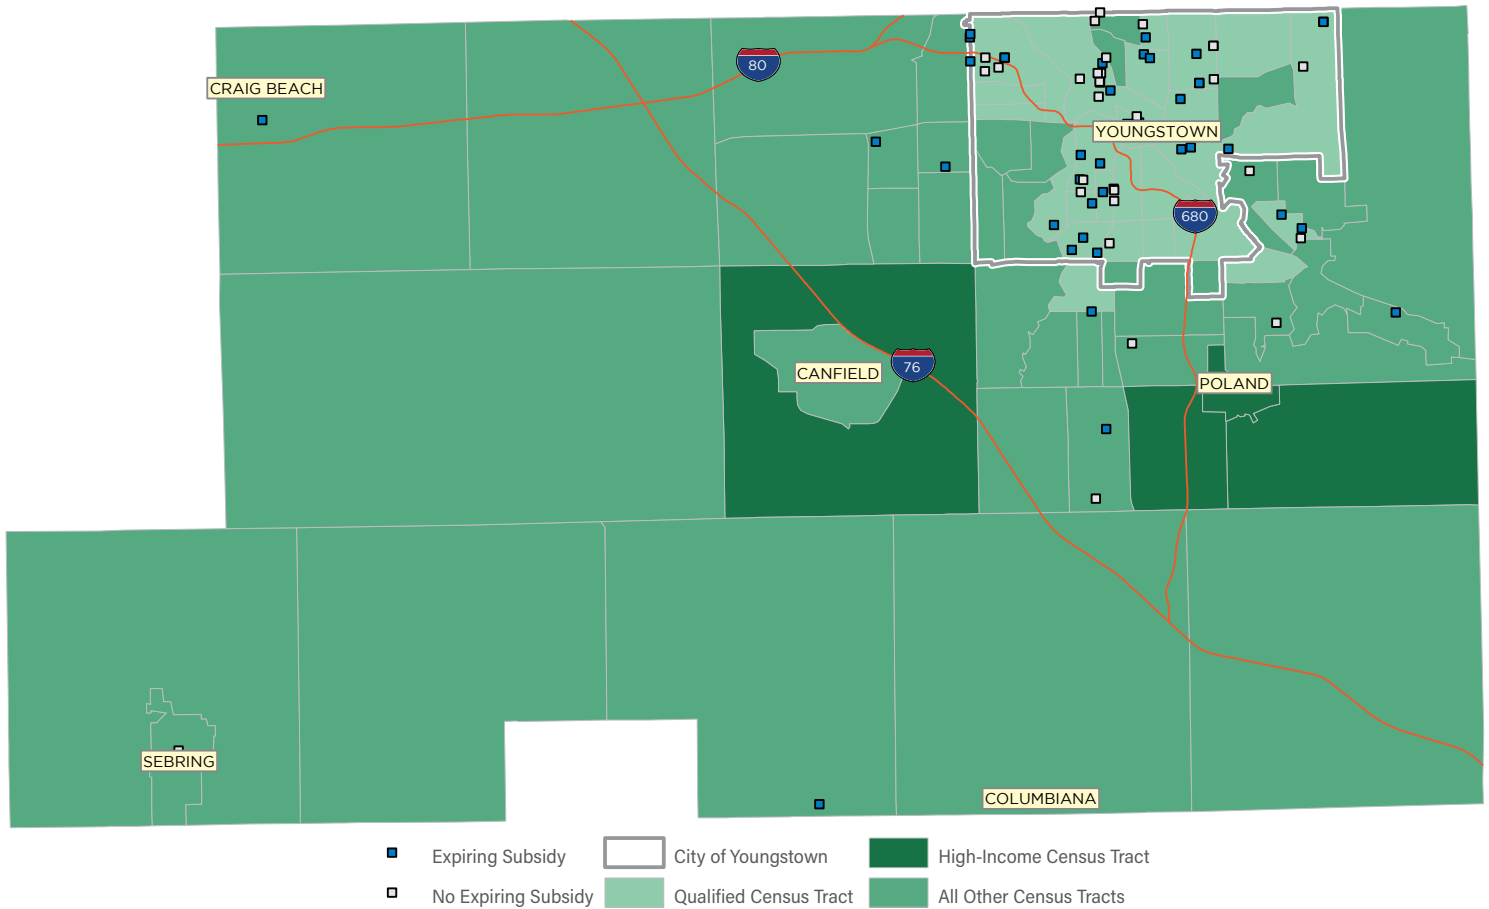 80
CRAIG BEACH
YOUNGSTOWN
680
76
CANFIELD
POLAND
SEBRING
COLUMBIANA
Expiring Subsidy
City of Youngstown
High-Income Census Tract
No Expiring Subsidy
Qualified Census Tract
All Other Census Tracts